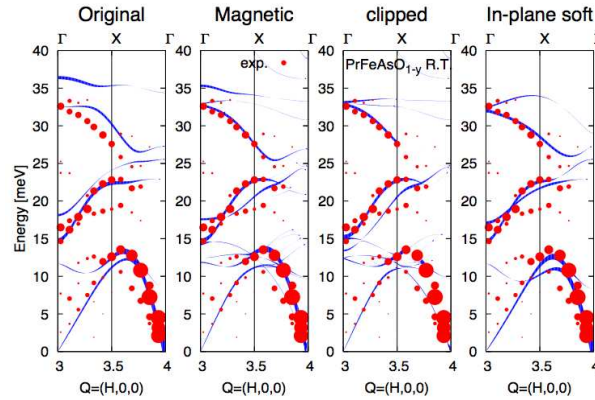 Original Magnetic clipped In-plane soft
Γ X Γ X Γ X Γ X Γ
exp. PrFeAsO1-y R.T.
40
35
30
25
20
15
10
5
0
Energy [meV]
3 3.5 4 3 3.5 4 3 3.5 4 3 3.5 4
Q=(H,0,0) Q=(H,0,0) Q=(H,0,0) Q=(H,0,0)